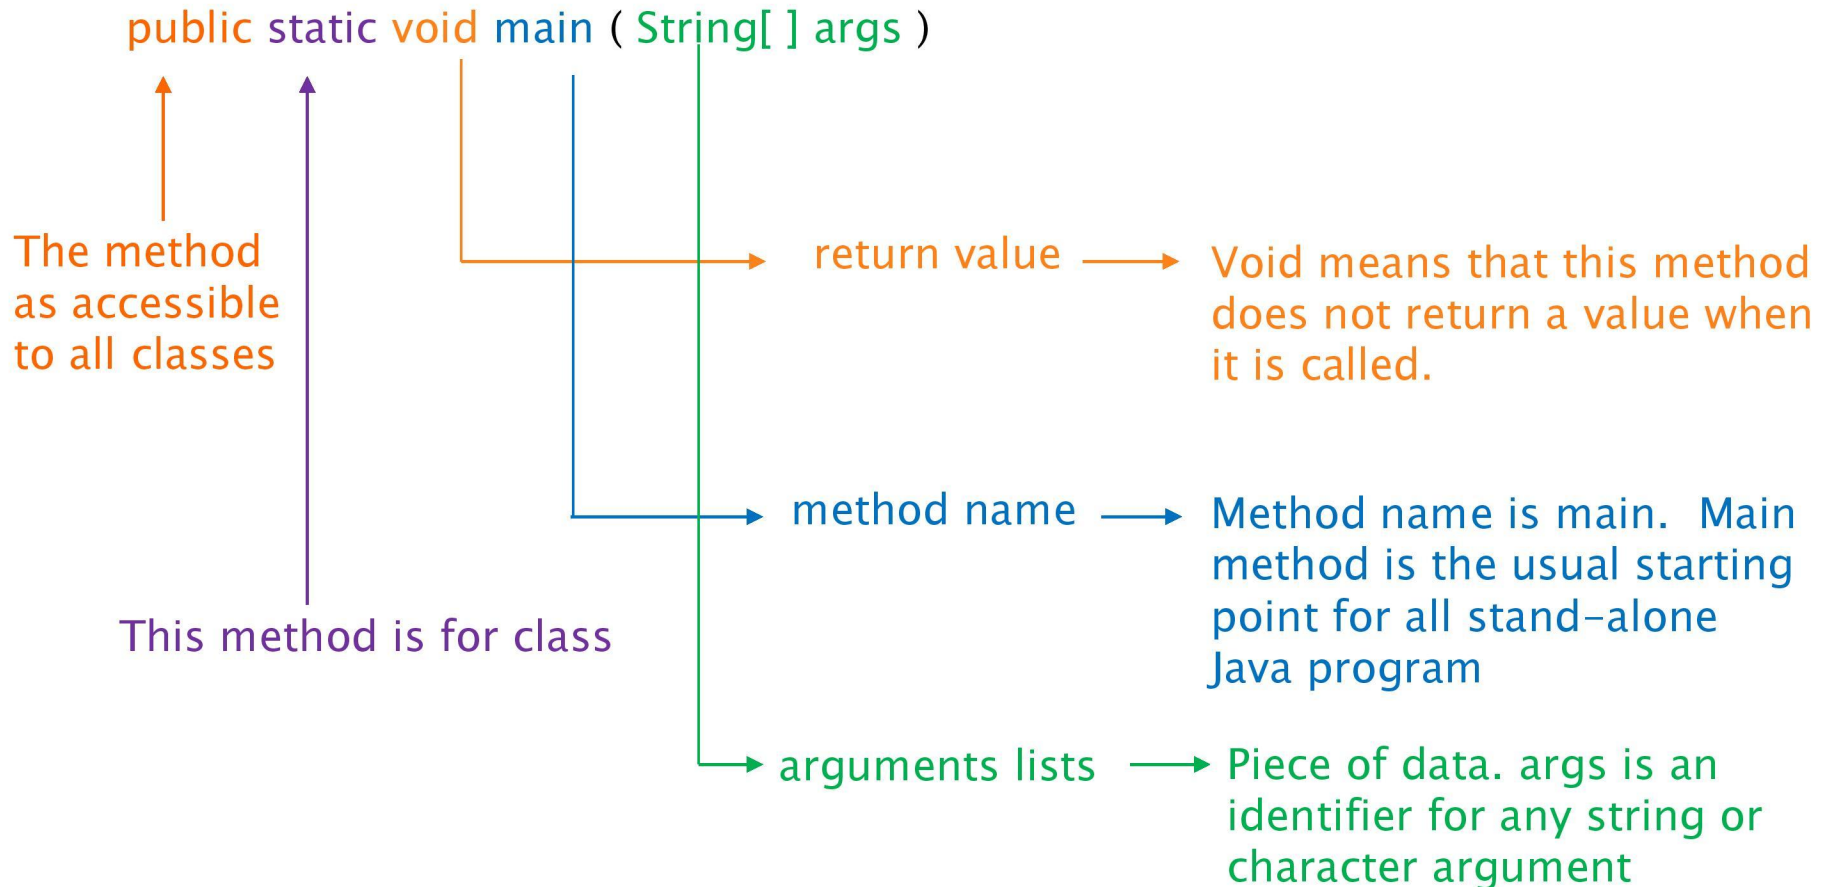 public static void main ( String[ ] args )
The method
as accessible
to all classes
This method is for class
return value
Void means that this method
does not return a value when
it is called.
method name
Method name is main.  Main
method is the usual starting
point for all stand-alone
Java program
arguments lists
Piece of data. args is an
identifier for any string or
character argument